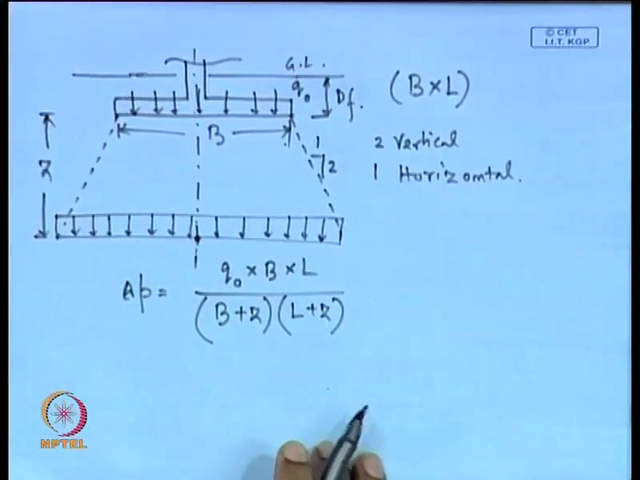 © CET
I.I.T. KGP
G.L.
q₀
Df.
(B×L)
B
1
2
2 Vertical
1 Horizontal.
Z
Δp = q₀ × B × L / (B+Z)(L+Z)
NPTEL